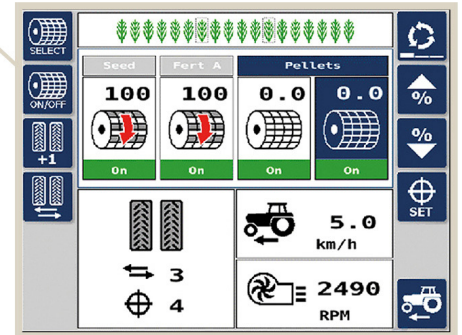 SELECT
ON/OFF
+1
Seed
Fert A
Pellets
100
100
0.0
0.0
On
On
On
On
3
4
5.0
km/h
2490
RPM
%
%
SET